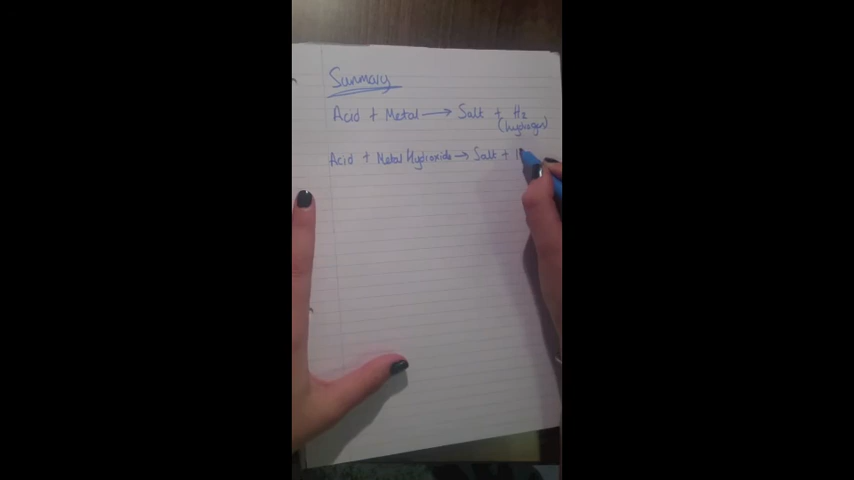 Summary
Acid + Metal → Salt + H2
(hydrogen)
Acid + Metal Hydroxide → Salt +